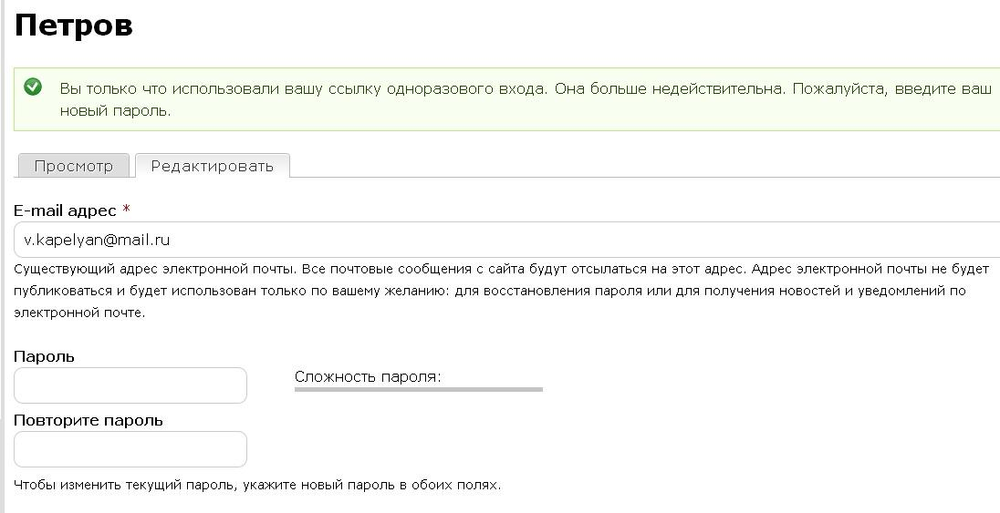 Петров
Вы только что использовали вашу ссылку одноразового входа. Она больше недействительна. Пожалуйста, введите ваш
новый пароль.
Просмотр
Редактировать
E-mail адрес *
v.kapelyan@mail.ru
Существующий адрес электронной почты. Все почтовые сообщения с сайта будут отсылаться на этот адрес. Адрес электронной почты не будет
публиковаться и будет использован только по вашему желанию: для восстановления пароля или для получения новостей и уведомлений по
электронной почте.
Пароль
Сложность пароля:
Повторите пароль
Чтобы изменить текущий пароль, укажите новый пароль в обоих полях.